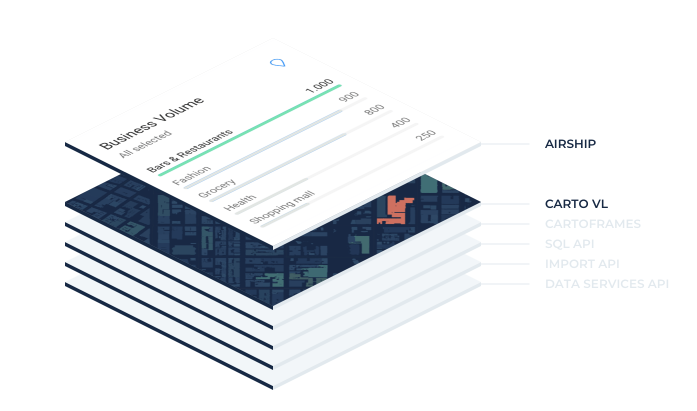 Business Volume
All selected
Bars & Restaurants 1,000
Fashion 900
Grocery 800
Health 400
Shopping mall 250
AIRSHIP
CARTO VL
CARTOFRAMES
SQL API
IMPORT API
DATA SERVICES API